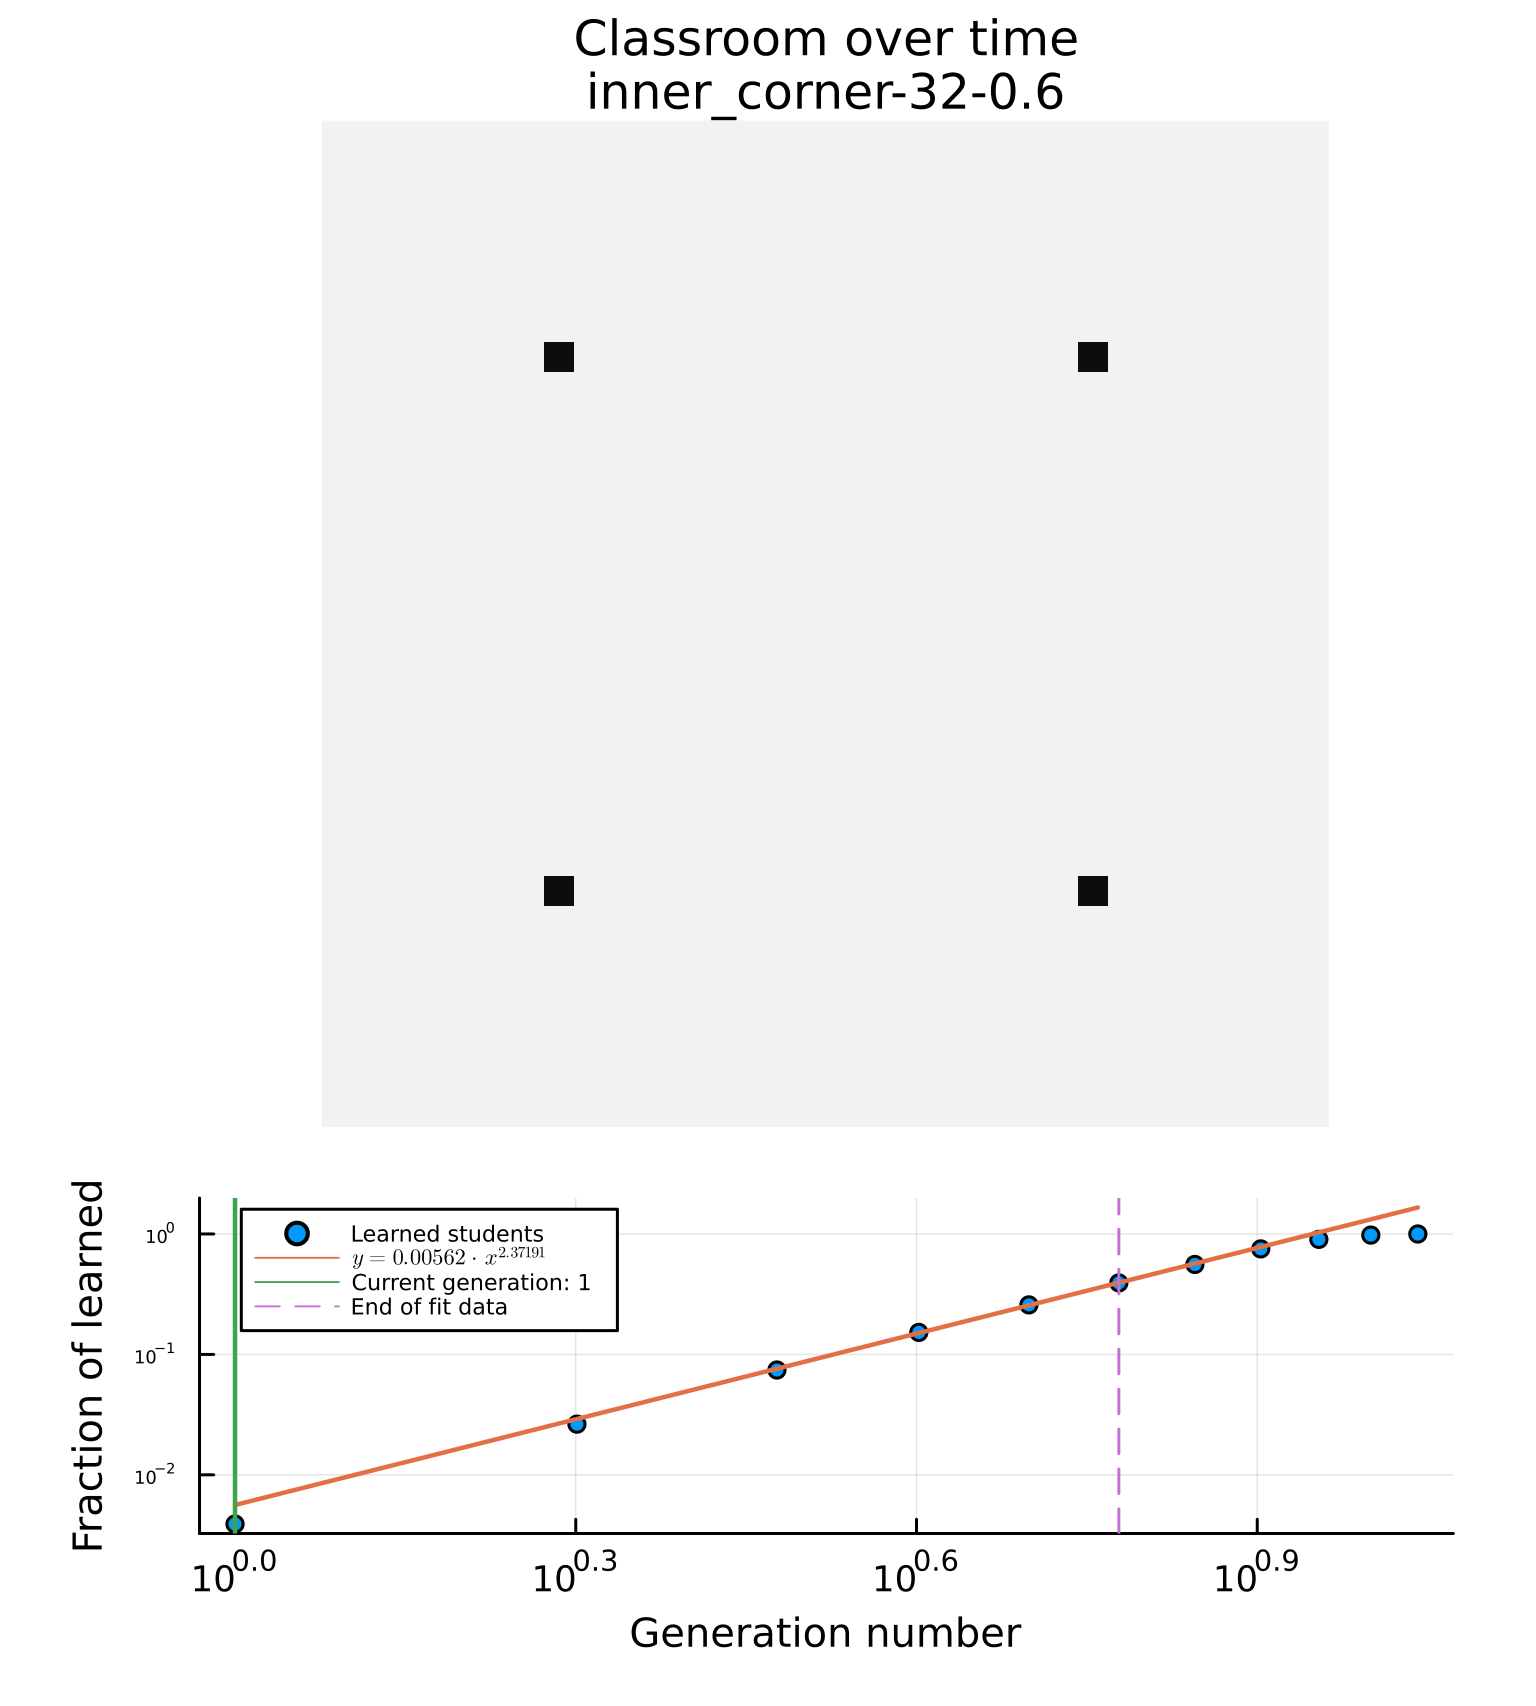 Classroom over time
inner_corner-32-0.6
Fraction of learned
10^0
10^-1
10^-2
Learned students
y = 0.00562 · x^2.37191
Current generation: 1
End of fit data
10^0.0 10^0.3 10^0.6 10^0.9
Generation number